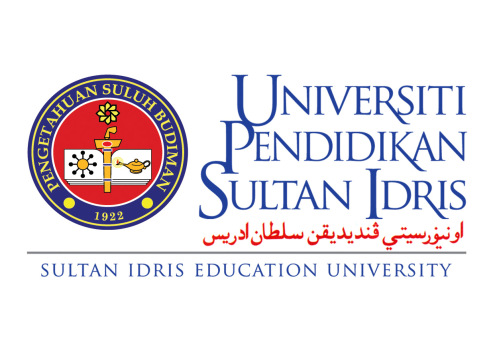 PENGETAHUAN SULUH BUDIMAN
1922
UNIVERSITI
PENDIDIKAN
SULTAN IDRIS
اونيۏرسيتي ڤنديديقن سلطان ادريس
SULTAN IDRIS EDUCATION UNIVERSITY